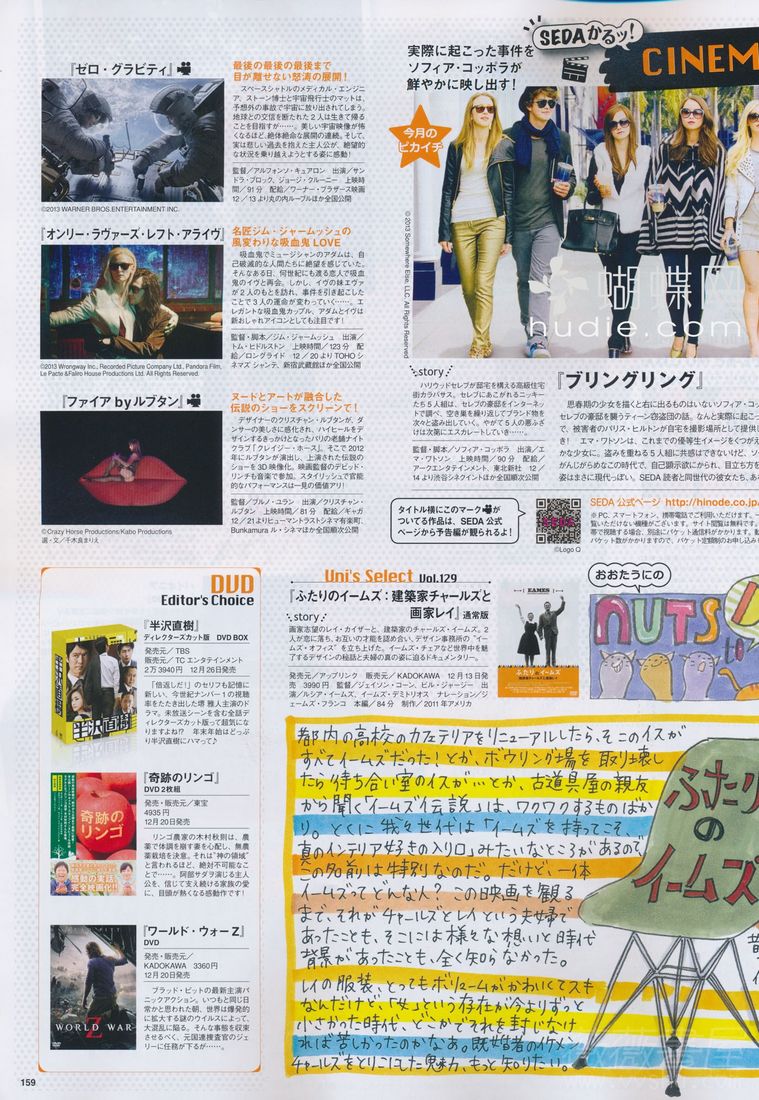 SEDAかるッ!
CINEM
『ゼロ・グラビティ』
最後の最後の最後まで
目が離せない怒涛の展開!
スペースシャトルのメディカル・エンジニ
ア、ストーン博士と宇宙飛行士のマットは、
予想外の事故で宇宙に放り出されてしまう。
地球との交信が断たれた2人は生きて帰る
ことを目指すが……。美しい宇宙映像が怖
くなるほど、絶体絶命な展開の連続。そして、
実は悲しい過去を抱えた主人公が、絶望的
な状況を乗り越えようとする姿に感動!
監督/アルフォンソ・キュアロン 出演/サン
ドラ・ブロック、ジョージ・クルーニー 上映時
間/91分 配給/ワーナー・ブラザース映画
12/13より丸の内ルーブルほか全国公開
©2013 WARNER BROS.ENTERTAINMENT INC.
『オンリー・ラヴァーズ・レフト・アライヴ』
名匠ジム・ジャームッシュの
風変わりな吸血鬼LOVE
吸血鬼でミュージシャンのアダムは、自
己破滅的な人間たちに絶望を感じていた。
そんなある日、何世紀にも渡る恋人で吸血
鬼のイヴと再会。しかし、イヴの妹エヴァ
が2人のもとを訪れ、事件を引き起こした
ことで3人の運命が変わっていく…。エ
レガントな吸血鬼カップル、アダムとイヴは
新おしゃれアイコンとしても注目です!
監督・脚本/ジム・ジャームッシュ 出演/
トム・ヒドルストン 上映時間/123分 配
給/ロングライド 12/20よりTOHOシ
ネマズ シャンテ、新宿武蔵館ほか全国公開
©2013 Wrongway Inc., Recorded Picture Company Ltd., Pandora Film,
Le Pacte &Faliro House Productions Ltd. All Rights Reserved.
『ファイア by ルブタン』
ヌードとアートが融合した
伝説のショーをスクリーンで!
デザイナーのクリスチャン・ルブタンが、ダ
ンサーの美しさに感化され、ハイヒールを
デザインするきっかけとなったパリの老舗ナイト
クラブ「クレイジー・ホース」。そこで2012
年にルブタンが演出し、上演された伝説のシ
ョーを3D映像化。映画監督のデビッド・
リンチも音楽で参加。スタイリッシュで官能
的なパフォーマンスは一見の価値アリ!
監督/ブルノ・ユラン 出演/クリスチャン・
ルブタン 上映時間/81分 配給/ギャガ
12/21よりヒューマントラストシネマ有楽町、
Bunkamura ル・シネマほか全国順次公開
©Crazy Horse Productions/Kabo Productions
選・文/千木良まりえ
実際に起こった事件を
ソフィア・コッポラが
鮮やかに映し出す!
今月の
ピカイチ
©2013 Somewhere Else, LLC. All Rights Reserved
蝴蝶网
hudie.com
story
ハリウッドセレブが邸宅を構える高級住宅
街カラバサス。セレブにあこがれるニッキー
たち5人組は、セレブの豪邸をインターネッ
トで調べ、空き巣を繰り返してブランド物を
次々と盗み出していく。やがて5人の悪ふざ
けは次第にエスカレートしていき……。
監督・脚本/ソフィア・コッポラ 出演/エ
マ・ワトソン 上映時間/90分 配給/
アークエンタテインメント、東北新社 12/
14より渋谷シネクイントほか全国順次公開
『ブリングリング』
思春期の少女を描くと右に出るものはいないソフィア・コッ
セレブの豪邸を襲うティーン窃盗団の話。なんと実際に起こっ
で、被害者のパリス・ヒルトンが自宅を撮影場所として提供し
き! エマ・ワトソンは、これまでの優等生イメージをくつがえ
かな少女に。盗みを重ねる5人組に共感はできないけど、ソ
がんじがらめなこの時代で、自己顕示欲にかられ、目立ち方を
姿はまさに現代っぽい。SEDA読者と同世代の彼女たち、あ
タイトル横にこのマークが
ついてる作品は、SEDA公式
ページから予告編が観られるよ!
SEDA
©Logo Q
SEDA公式ページ http://hinode.co.jp
※PC、スマートフォン、携帯電話でご利用いただけます。一
覧いただけない機種がございます。サイト閲覧は無料です。
帯で視聴する場合、別途にパケット通信料がかかります。動
パケット数がかかりますので、パケット定額制のお申し込み
DVD
Editor's Choice
『半沢直樹』
ディレクターズカット版 DVD BOX
発売元/TBS
販売元/TCエンタテインメント
2万3940円 12月26日発売
「倍返しだ!」のセリフも記憶に
新しい、今世紀ナンバー1の視聴
率をたたき出した堺 雅人主演のド
ラマ。未放送シーンを含む全話デ
ィレクターズカット版って超気にな
りますよね!? 年末年始はどっぷ
り半沢直樹にハマって♪
半沢直樹
『奇跡のリンゴ』
DVD 2枚組
発売・販売元/東宝
4935円
12月20日発売
リンゴ農家の木村秋則は、農
薬で体調を崩す妻を心配し、無農
薬栽培を決意。それは"神の領域"
と言われるほど、絶対不可能なこ
とで……。阿部サダヲ演じる主人
公を、信じて支え続ける家族の愛
に、目頭が熱くなる感動作です!
奇跡の
リンゴ
感動の実話、
完全映画化!!
『ワールド・ウォーZ』
DVD
発売・販売元/
KADOKAWA 3360円
12月20日発売
ブラッド・ピットの最新主演パ
ニックアクション。いつもと同じ日
常かと思われた朝、世界は爆発的
に拡大する謎のウイルスによって、
大混乱に陥る。そんな事態を収束
させるべく、元国連捜査官のジェ
リーに任務が下るが……。
WORLD WAR
Z
Uni's Select Vol.129
『ふたりのイームズ:建築家チャールズと
画家レイ』通常版
story
画家志望のレイ・カイザーと、建築家のチャールズ・イームズ。2
人が恋に落ち、お互いの才能を認め合い、デザイン事務所の"イー
ムズ・オフィス"を立ち上げた。イームズ・チェアなど世界中を魅
了するデザインの秘話と夫婦の真の姿に迫るドキュメンタリー。
発売元/アップリンク 販売元/KADOKAWA 12月13日発
売 3990円 監督/ジェイソン・コーン、ビル・ジャージー 出
演/ルシア・イームズ、イームズ・デミトリオス ナレーション/ジ
ェームズ・フランコ 本編/84分 制作/2011年アメリカ
EAMES
ふたりのイームズ
おおたうにの
NUTS
都内の高校のカフェテリアをリニューアルしたら、そこのイスが
すべてイームズだった!とか、ボウリング場を取り壊し
たら待ち合い室のイスがいいとか、古道具屋の親友
から聞く「イームズ伝説」は、ワクワクするものばか
り。とくに我々世代は「イームズを持ってこそ、
真のインテリア好きの入り口」みたいなところがあるので、
この名前は特別なのだ。だけど、一体
イームズってどんな人? この映画を観る
まで、それがチャールズとレイという夫婦で
あったことも、そこには様々な想いと時代
背景があったことも、全く知らなかった。
レイの服装、とってもボリュームがかわいくてスキ
なんだけど、「女」という存在が今よりずっと
小さかった時代、どこかでそれを封じなけ
れば苦しかったのかなあ。既婚者のイケメン
チャールズをとりこにした魅力、もっと知りたい。
ふたり
の
イームズ
159